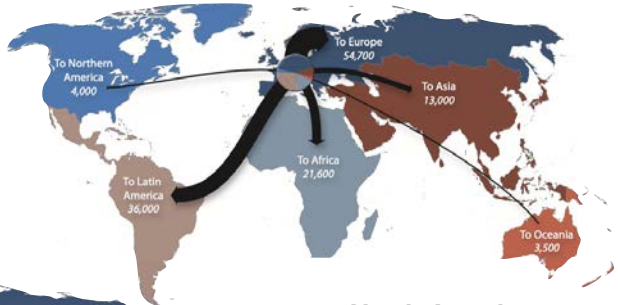 To Europe
54,700
To Northern
America
4,000
To Asia
13,000
To Africa
21,600
To Latin
America
36,000
To Oceania
3,500